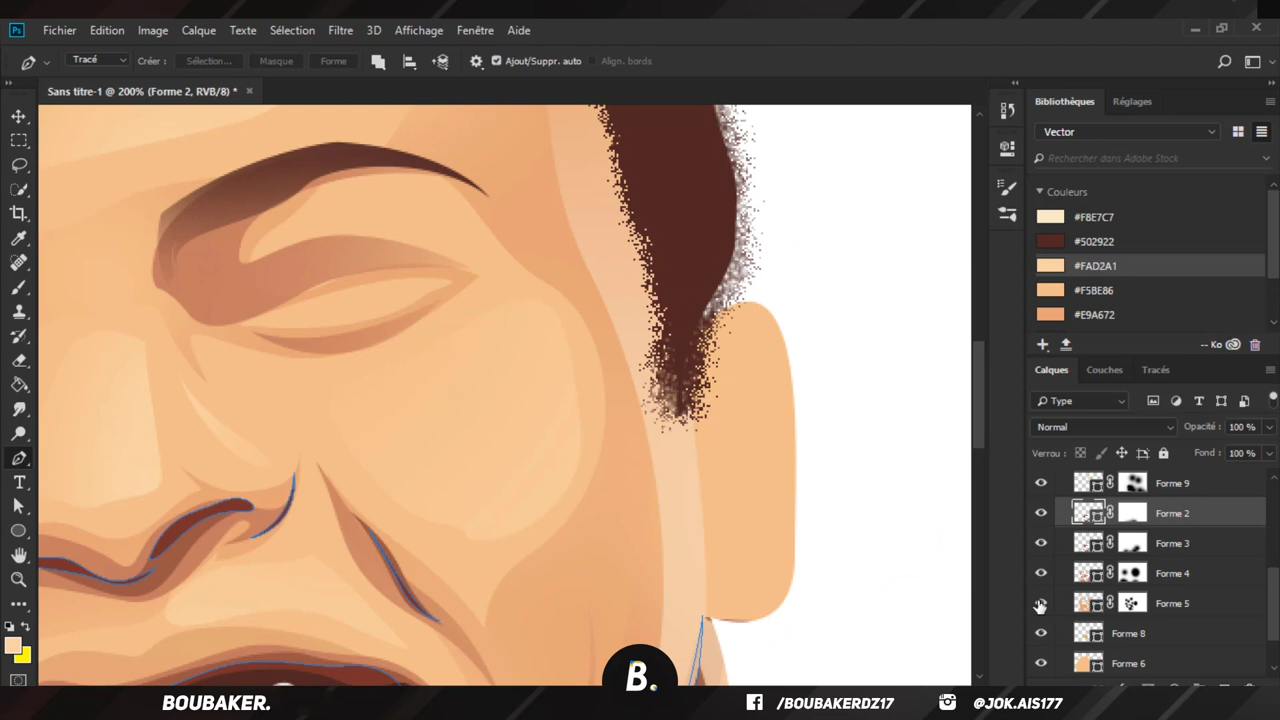 Ps Fichier Edition Image Calque Texte Sélection Filtre 3D Affichage Fenêtre Aide
Tracé Créer : Sélection... Masque Forme Ajout/Suppr. auto Align. bords
Sans titre-1 @ 200% (Forme 2, RVB/8) *
Bibliothèques Réglages
Vector
Rechercher dans Adobe Stock
Couleurs
#F8E7C7
#502922
#FAD2A1
#F5BE86
#E9A672
-- Ko
Calques Couches Tracés
Type
Normal Opacité : 100 %
Verrou : Fond : 100 %
Forme 9
Forme 2
Forme 3
Forme 4
Forme 5
Forme 8
Forme 6
BOUBAKER. B. /BOUBAKERDZ17 @JOK.AIS177